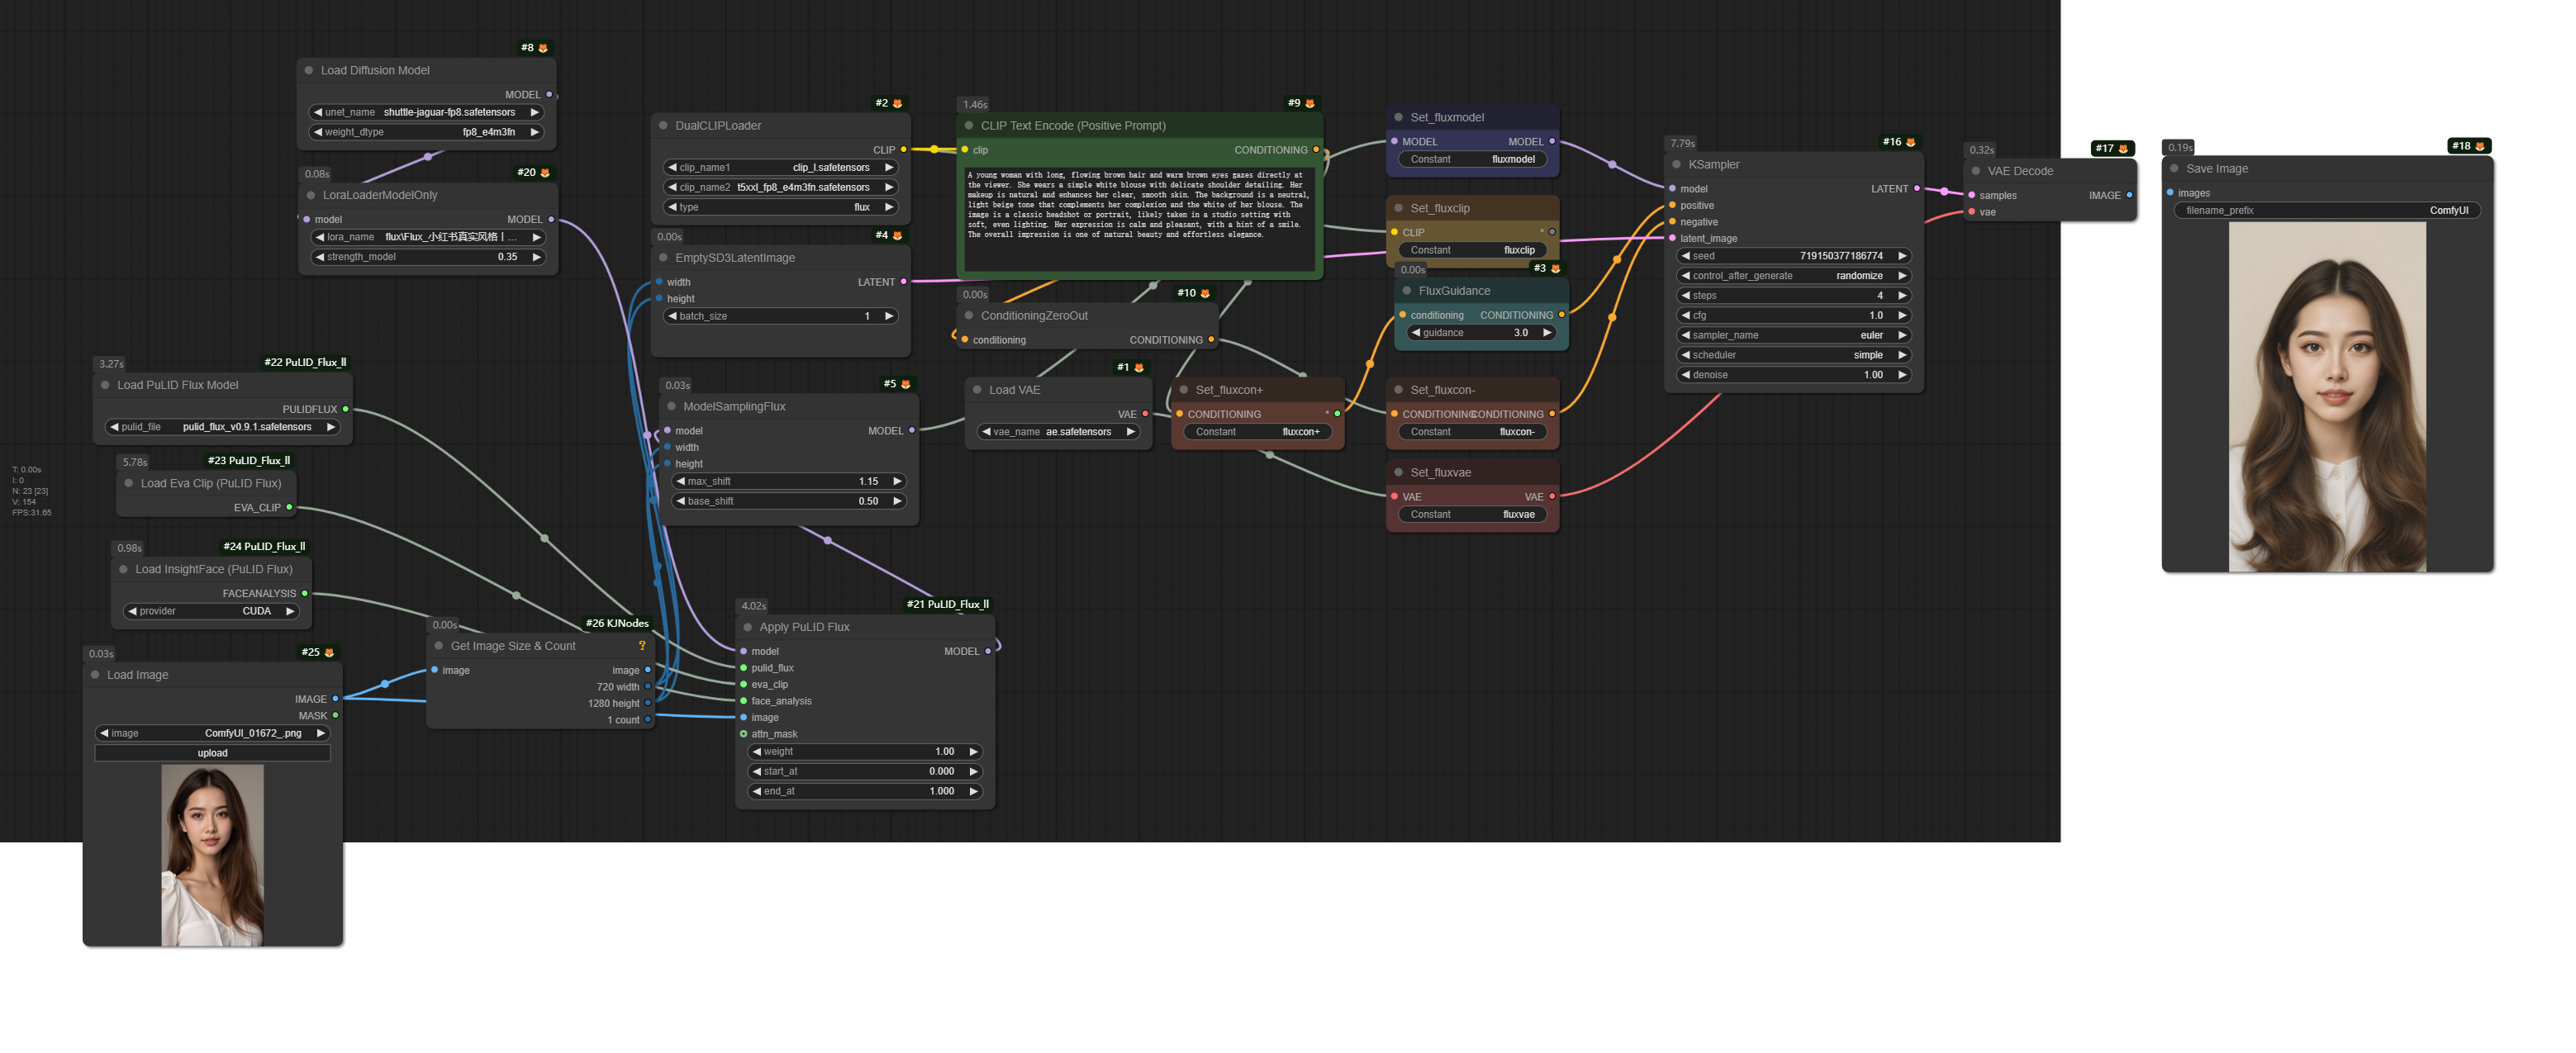 #8
Load Diffusion Model
MODEL
unet_name shuttle-jaguar-fp8.safetensors
weight_dtype fp8_e4m3fn
0.08s #20
LoraLoaderModelOnly
model MODEL
lora_name flux\Flux_小红书真实风格丨...
strength_model 0.35
3.27s #22 PuLID_Flux_ll
Load PuLID Flux Model
PULIDFLUX
pulid_file pulid_flux_v0.9.1.safetensors
5.78s #23 PuLID_Flux_ll
Load Eva Clip (PuLID Flux)
EVA_CLIP
T: 0.00s
I: 0
N: 23 [23]
V: 154
FPS:31.65
0.98s #24 PuLID_Flux_ll
Load InsightFace (PuLID Flux)
FACEANALYSIS
provider CUDA
0.03s #25
Load Image
IMAGE
MASK
image ComfyUI_01672_.png
upload
0.00s #26 KJNodes
Get Image Size & Count ?
image image
720 width
1280 height
1 count
#2
DualCLIPLoader
CLIP
clip_name1 clip_l.safetensors
clip_name2 t5xxl_fp8_e4m3fn.safetensors
type flux
0.00s #4
EmptySD3LatentImage
width LATENT
height
batch_size 1
0.03s #5
ModelSamplingFlux
model MODEL
width
height
max_shift 1.15
base_shift 0.50
4.02s #21 PuLID_Flux_ll
Apply PuLID Flux
model MODEL
pulid_flux
eva_clip
face_analysis
image
attn_mask
weight 1.00
start_at 0.000
end_at 1.000
1.46s #9
CLIP Text Encode (Positive Prompt)
clip CONDITIONING
A young woman with long, flowing brown hair and warm brown eyes gazes directly at
the viewer. She wears a simple white blouse with delicate shoulder detailing. Her
makeup is natural and enhances her clear, smooth skin. The background is a neutral,
light beige tone that complements her complexion and the white of her blouse. The
image is a classic headshot or portrait, likely taken in a studio setting with
soft, even lighting. Her expression is calm and pleasant, with a hint of a smile.
The overall impression is one of natural beauty and effortless elegance.
0.00s #10
ConditioningZeroOut
conditioning CONDITIONING
#1
Load VAE
VAE
vae_name ae.safetensors
Set_fluxcon+
CONDITIONING *
Constant fluxcon+
Set_fluxmodel
MODEL MODEL
Constant fluxmodel
Set_fluxclip
CLIP *
Constant fluxclip
0.00s #3
FluxGuidance
conditioning CONDITIONING
guidance 3.0
Set_fluxcon-
CONDITIONING CONDITIONING
Constant fluxcon-
Set_fluxvae
VAE VAE
Constant fluxvae
7.79s #16
KSampler
model LATENT
positive
negative
latent_image
seed 719150377186774
control_after_generate randomize
steps 4
cfg 1.0
sampler_name euler
scheduler simple
denoise 1.00
0.32s #17
VAE Decode
samples IMAGE
vae
0.19s #18
Save Image
images
filename_prefix ComfyUI